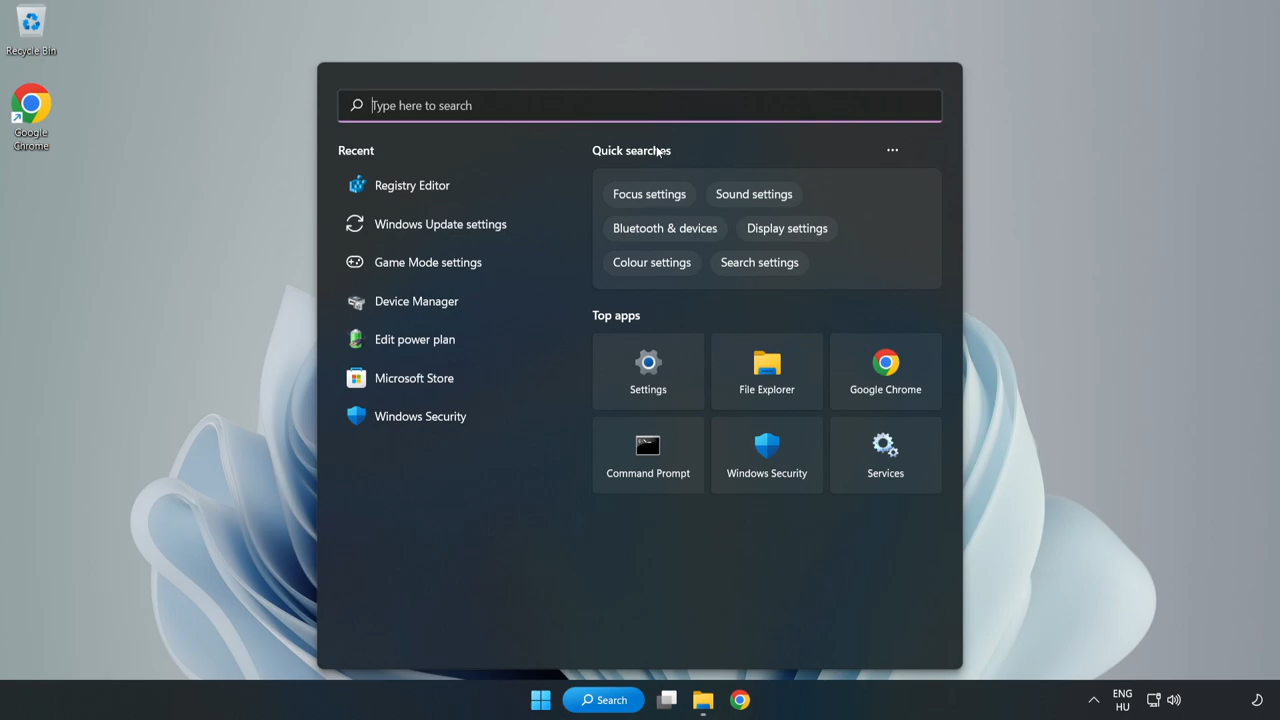 Recycle Bin
Google
Chrome
Type here to search
Recent
Registry Editor
Windows Update settings
Game Mode settings
Device Manager
Edit power plan
Microsoft Store
Windows Security
Quick searches
Focus settings
Sound settings
Bluetooth & devices
Display settings
Colour settings
Search settings
Top apps
Settings
File Explorer
Google Chrome
Command Prompt
Windows Security
Services
Search
ENG
HU